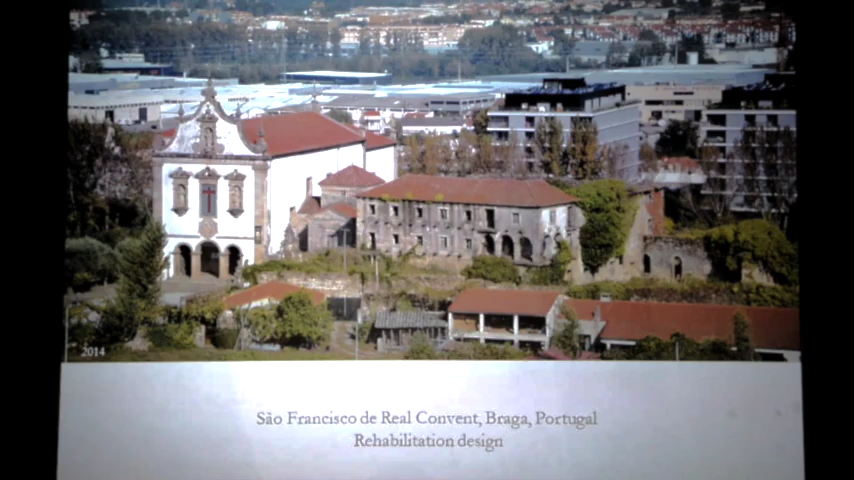 2014
São Francisco de Real Convent, Braga, Portugal
Rehabilitation design